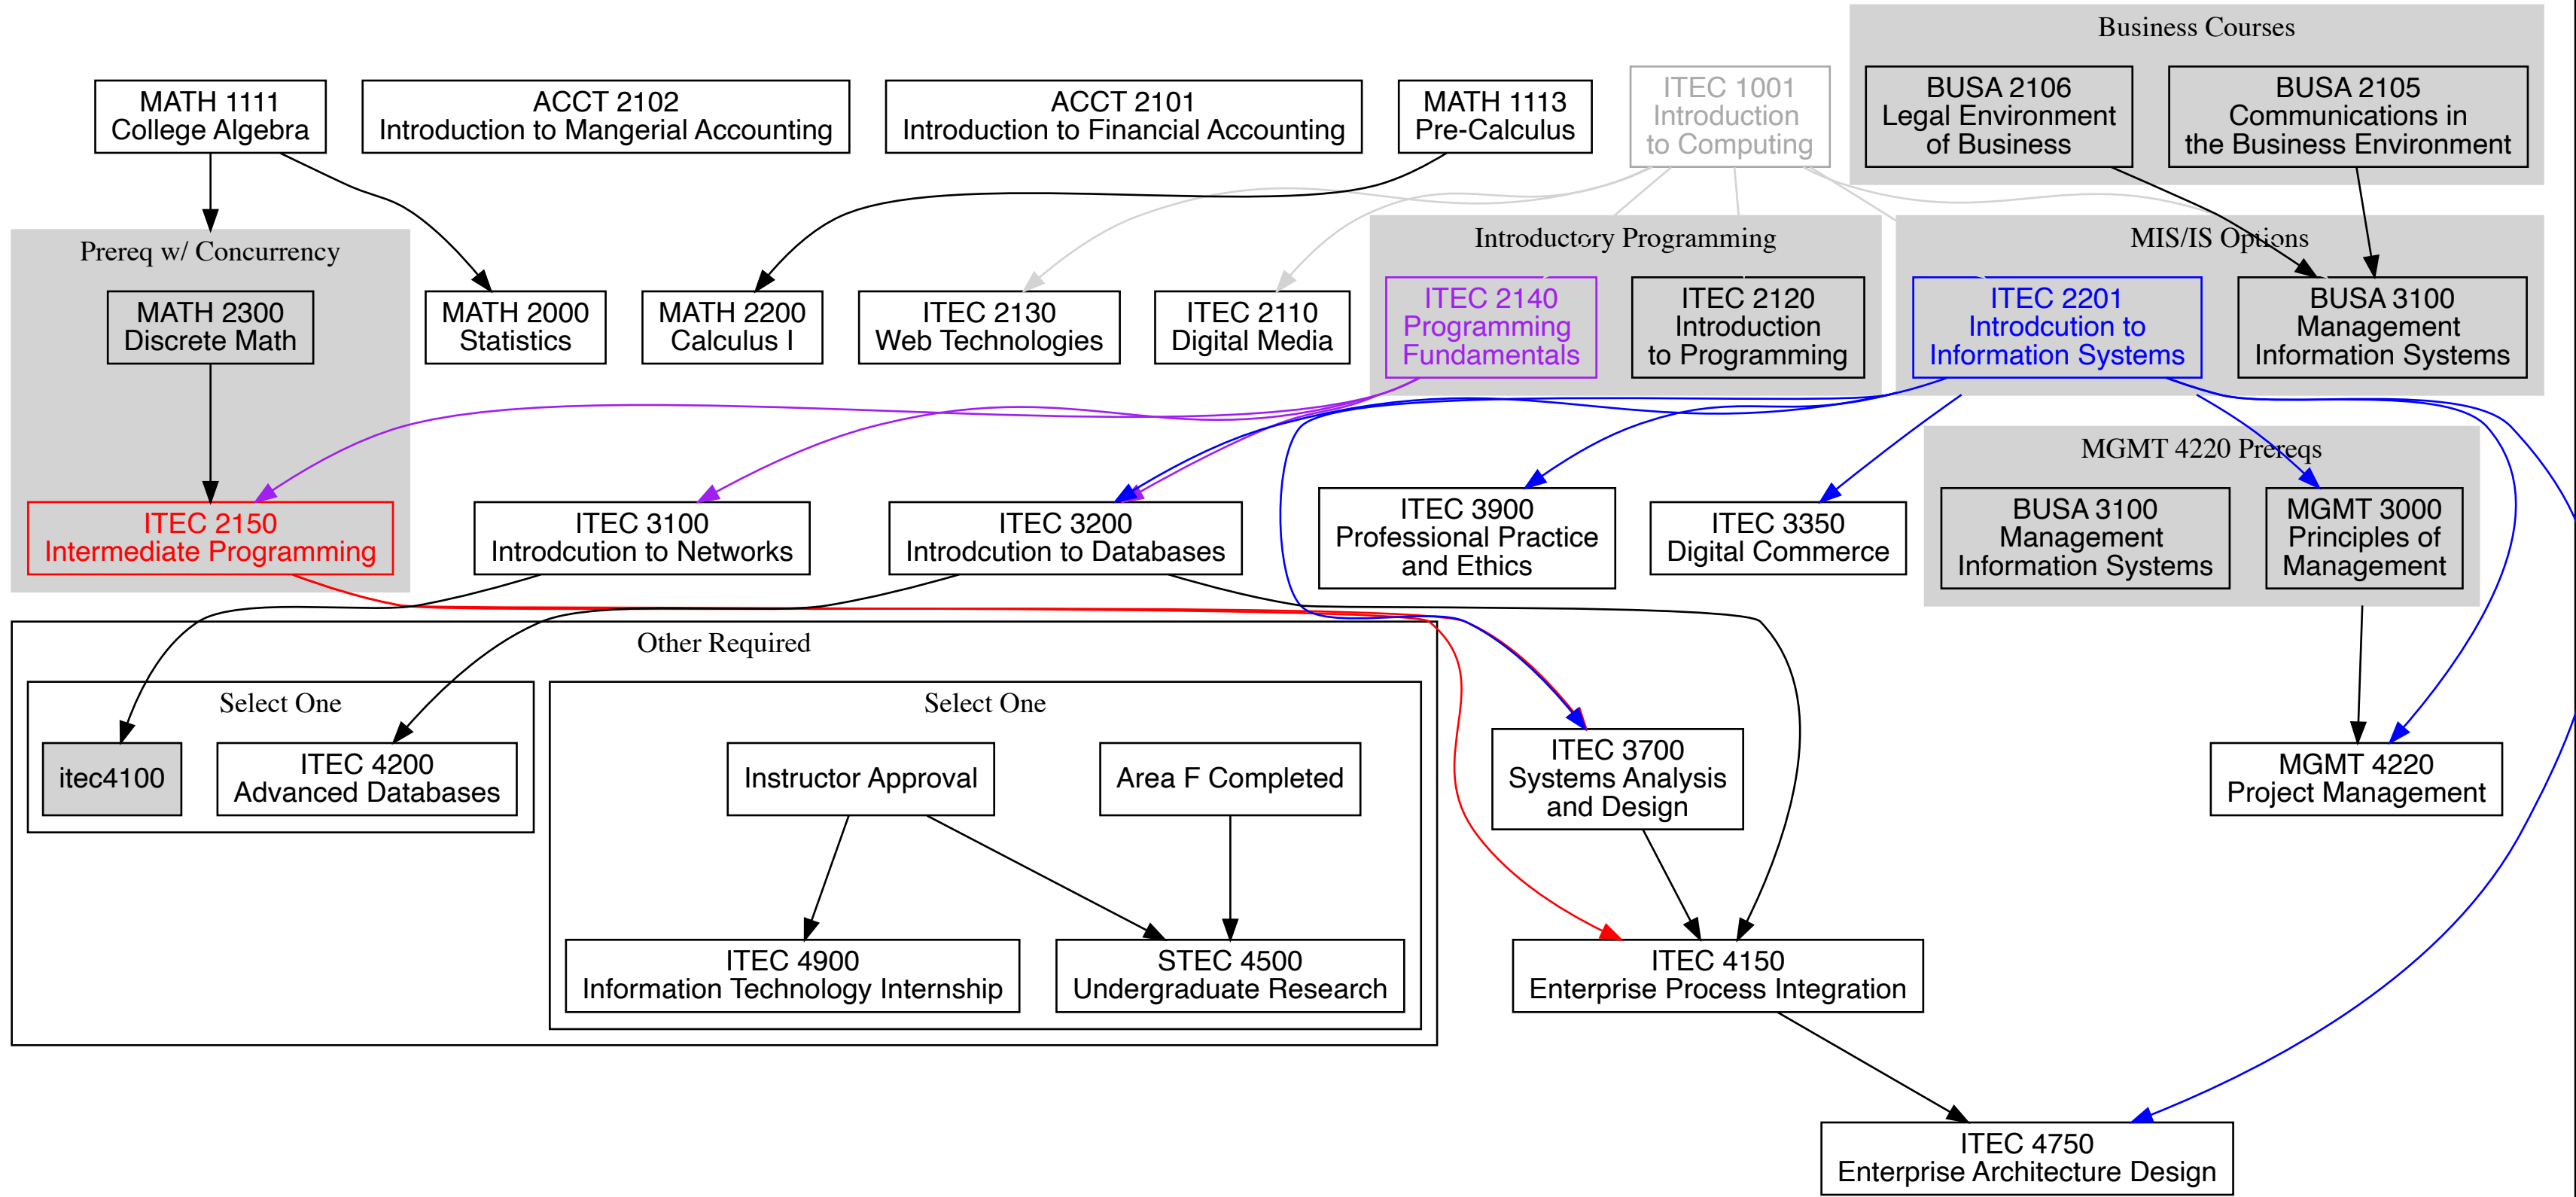 Business Courses
MATH 1111
College Algebra
ACCT 2102
Introduction to Mangerial Accounting
ACCT 2101
Introduction to Financial Accounting
MATH 1113
Pre-Calculus
ITEC 1001
Introduction
to Computing
BUSA 2106
Legal Environment
of Business
BUSA 2105
Communications in
the Business Environment
Prereq w/ Concurrency
MATH 2300
Discrete Math
MATH 2000
Statistics
MATH 2200
Calculus I
ITEC 2130
Web Technologies
ITEC 2110
Digital Media
Introductory Programming
ITEC 2140
Programming
Fundamentals
ITEC 2120
Introduction
to Programming
MIS/IS Options
ITEC 2201
Introdcution to
Information Systems
BUSA 3100
Management
Information Systems
ITEC 2150
Intermediate Programming
ITEC 3100
Introdcution to Networks
ITEC 3200
Introdcution to Databases
ITEC 3900
Professional Practice
and Ethics
ITEC 3350
Digital Commerce
MGMT 4220 Prereqs
BUSA 3100
Management
Information Systems
MGMT 3000
Principles of
Management
Other Required
Select One
itec4100
ITEC 4200
Advanced Databases
Select One
Instructor Approval
Area F Completed
ITEC 4900
Information Technology Internship
STEC 4500
Undergraduate Research
ITEC 3700
Systems Analysis
and Design
MGMT 4220
Project Management
ITEC 4150
Enterprise Process Integration
ITEC 4750
Enterprise Architecture Design